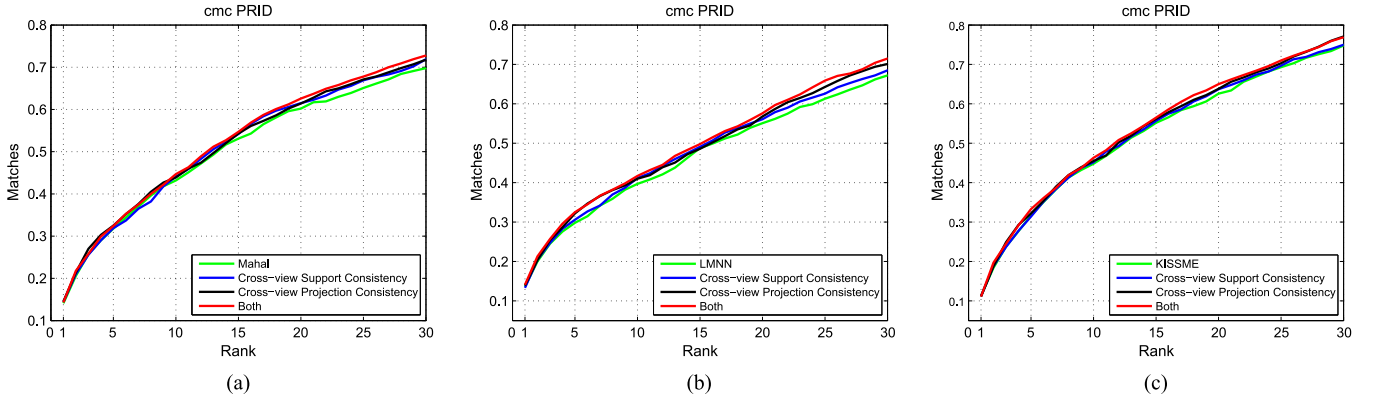 cmc PRID
0.8
0.7
0.6
0.5
0.4
0.3
0.2
0.1
Matches
Mahal
Cross-view Support Consistency
Cross-view Projection Consistency
Both
0 1 5 10 15 20 25 30
Rank
(a)
cmc PRID
0.8
0.7
0.6
0.5
0.4
0.3
0.2
0.1
Matches
LMNN
Cross-view Support Consistency
Cross-view Projection Consistency
Both
0 1 5 10 15 20 25 30
Rank
(b)
cmc PRID
0.8
0.7
0.6
0.5
0.4
0.3
0.2
0.1
Matches
KISSME
Cross-view Support Consistency
Cross-view Projection Consistency
Both
0 1 5 10 15 20 25 30
Rank
(c)